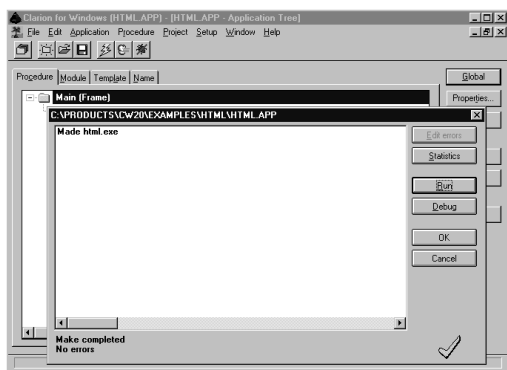 Clarion for Windows (HTML.APP) - [HTML.APP - Application Tree]
File Edit Application Procedure Project Setup Window Help
Procedure Module Template Name
Global
Main (Frame)
Properties...
C:\PRODUCTS\CW20\EXAMPLES\HTML\HTML.APP
Made html.exe
Edit errors
Statistics
Run
Debug
OK
Cancel
Make completed
No errors